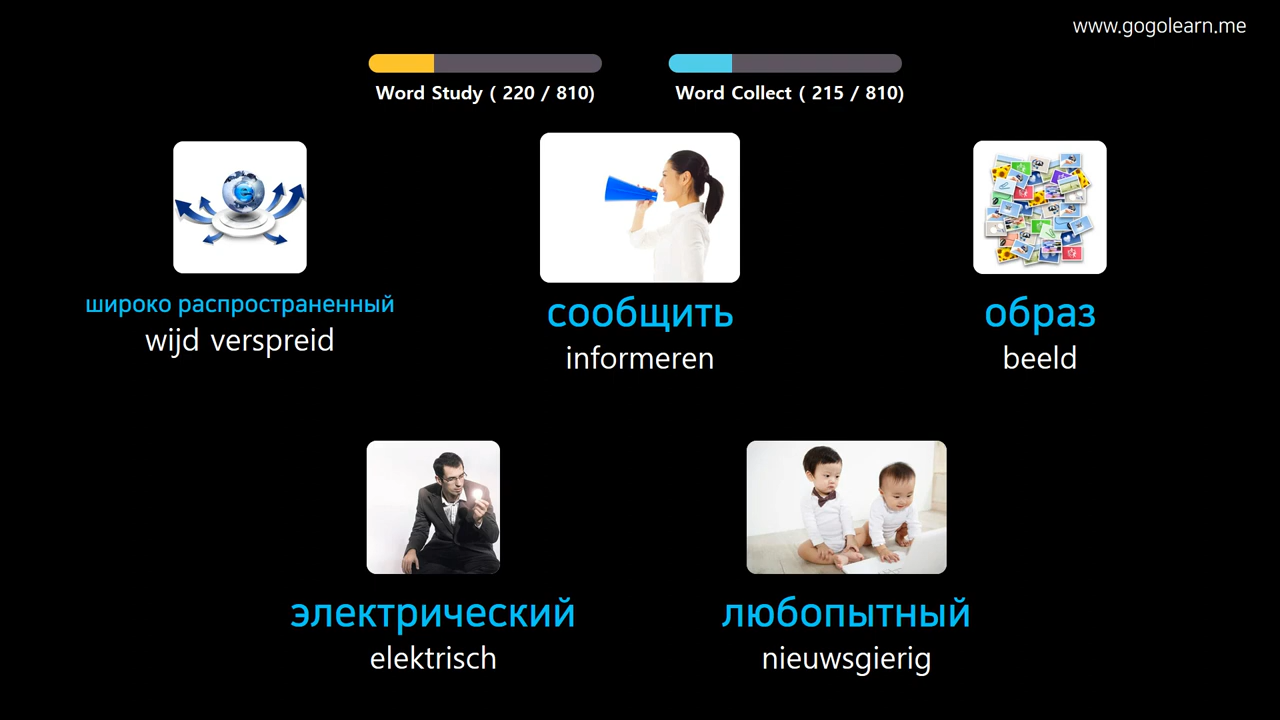 www.gogolearn.me
Word Study ( 220 / 810)
Word Collect ( 215 / 810)
широко распространенный
wijd verspreid
сообщить
informeren
образ
beeld
электрический
elektrisch
любопытный
nieuwsgierig